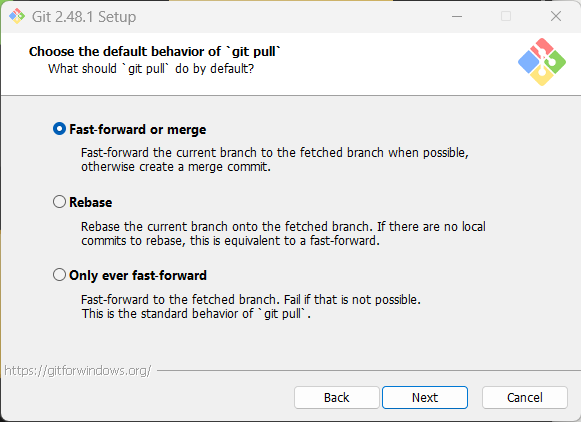 Git 2.48.1 Setup
Choose the default behavior of `git pull`
What should `git pull` do by default?
Fast-forward or merge
Fast-forward the current branch to the fetched branch when possible,
otherwise create a merge commit.
Rebase
Rebase the current branch onto the fetched branch. If there are no local
commits to rebase, this is equivalent to a fast-forward.
Only ever fast-forward
Fast-forward to the fetched branch. Fail if that is not possible.
This is the standard behavior of `git pull`.
https://gitforwindows.org/
Back
Next
Cancel